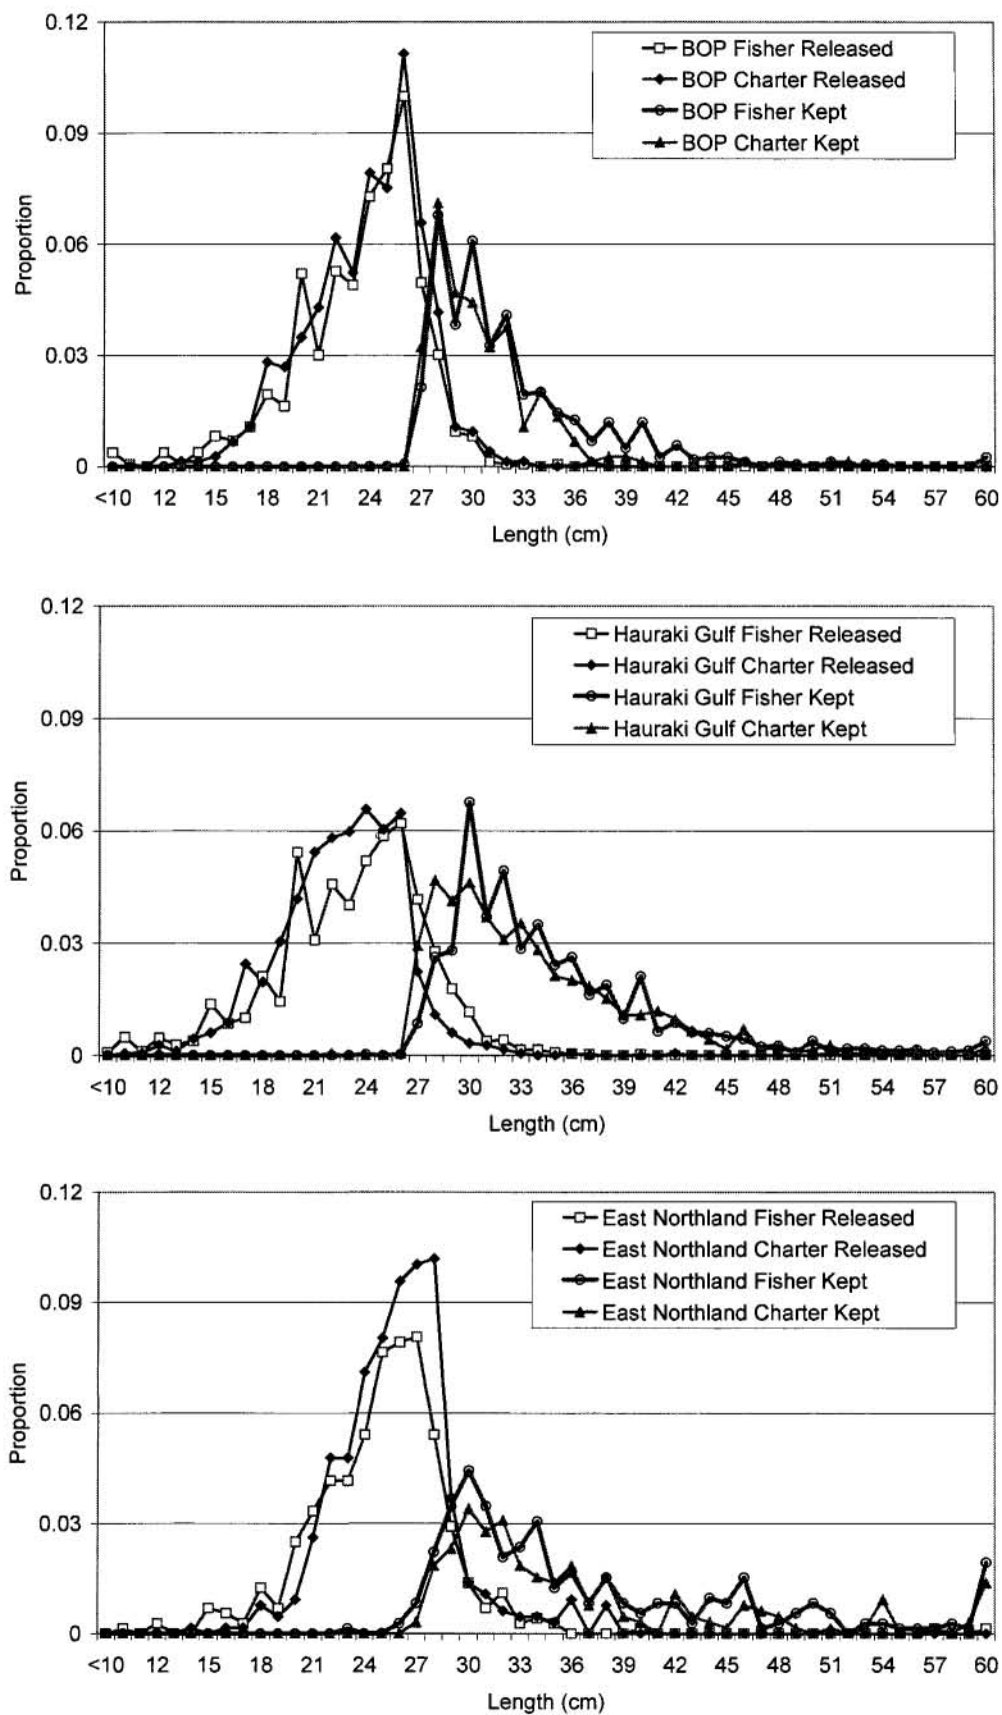 0.12
BOP Fisher Released
BOP Charter Released
BOP Fisher Kept
BOP Charter Kept
0.09
0.06
0.03
0
Proportion
<10 12 15 18 21 24 27 30 33 36 39 42 45 48 51 54 57 60
Length (cm)
0.12
Hauraki Gulf Fisher Released
Hauraki Gulf Charter Released
Hauraki Gulf Fisher Kept
Hauraki Gulf Charter Kept
0.09
0.06
0.03
0
Proportion
<10 12 15 18 21 24 27 30 33 36 39 42 45 48 51 54 57 60
Length (cm)
0.12
East Northland Fisher Released
East Northland Charter Released
East Northland Fisher Kept
East Northland Charter Kept
0.09
0.06
0.03
0
Proportion
<10 12 15 18 21 24 27 30 33 36 39 42 45 48 51 54 57 60
Length (cm)